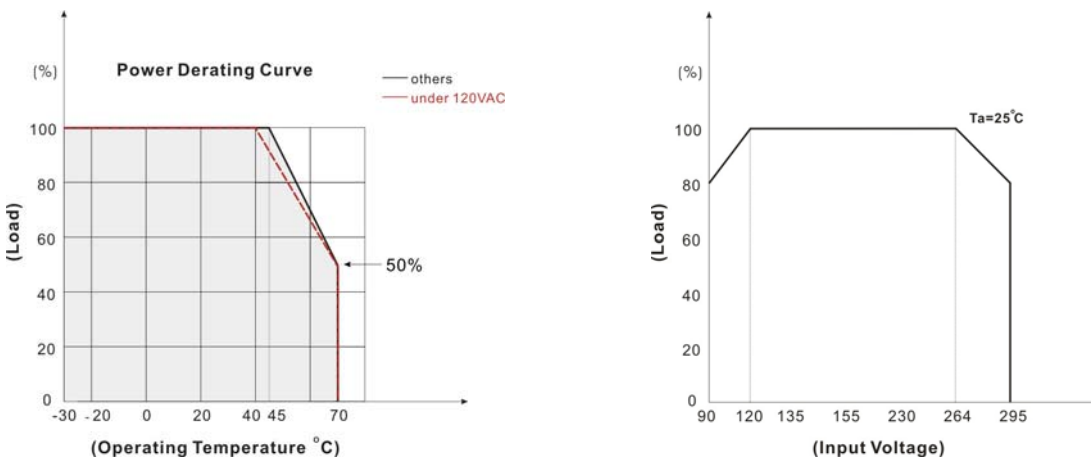 Power Derating Curve
(%)
others
under 120VAC
100
80
60
40
20
0
(Load)
50%
-30 -20 0 20 40 45 70
(Operating Temperature °C)
(%)
Ta=25°C
100
80
60
40
20
0
(Load)
90 120 135 155 230 264 295
(Input Voltage)